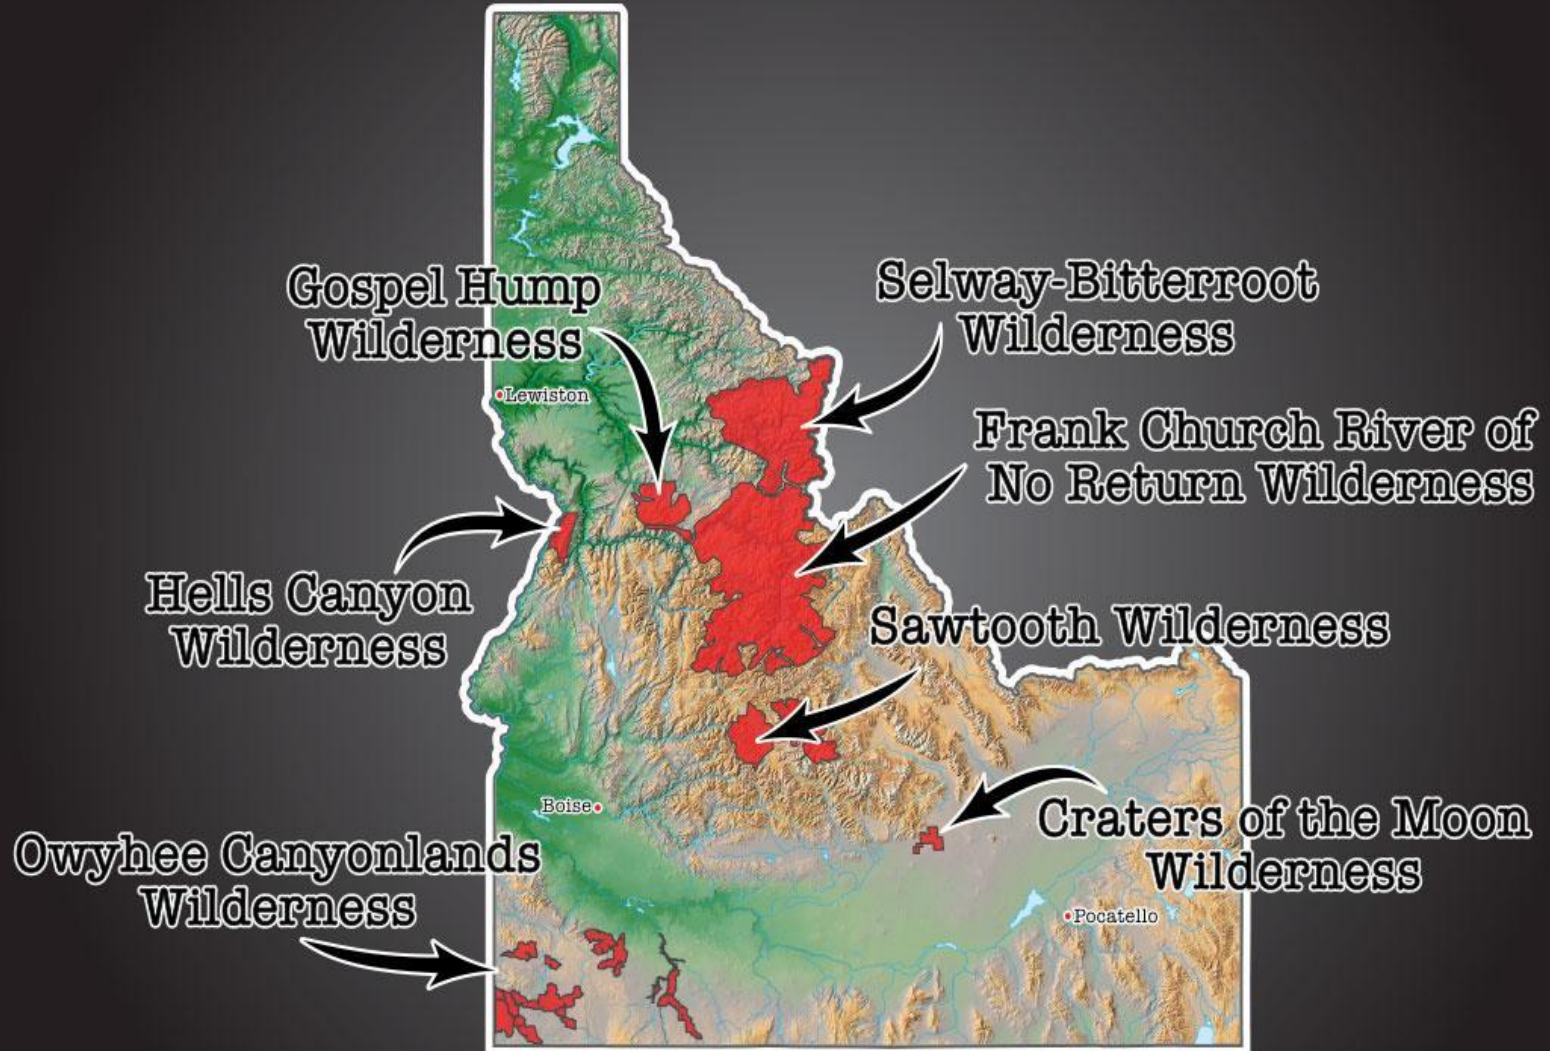 Gospel Hump
Wilderness
Selway-Bitterroot
Wilderness
Lewiston
Frank Church River of
No Return Wilderness
Hells Canyon
Wilderness
Sawtooth Wilderness
Boise
Craters of the Moon
Wilderness
Owyhee Canyonlands
Wilderness
Pocatello